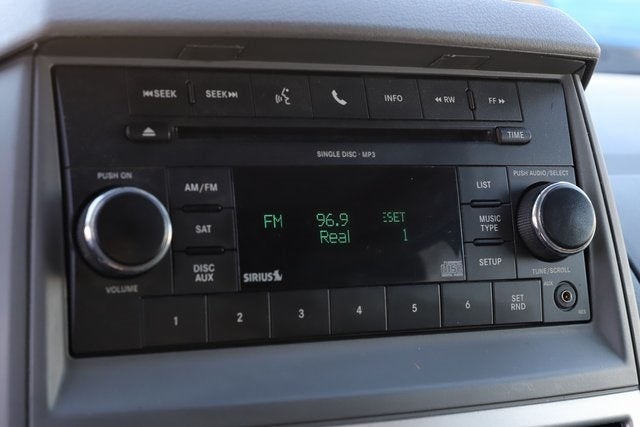 SEEK SEEK INFO RW FF
TIME
SINGLE DISC · MP3
PUSH ON
VOLUME
AM/FM
SAT
DISC
AUX
FM 96.9 ESET
Real 1
SIRIUS
LIST
MUSIC
TYPE
SETUP
PUSH AUDIO/SELECT
TUNE/SCROLL
AUX
1 2 3 4 5 6 SET
RND